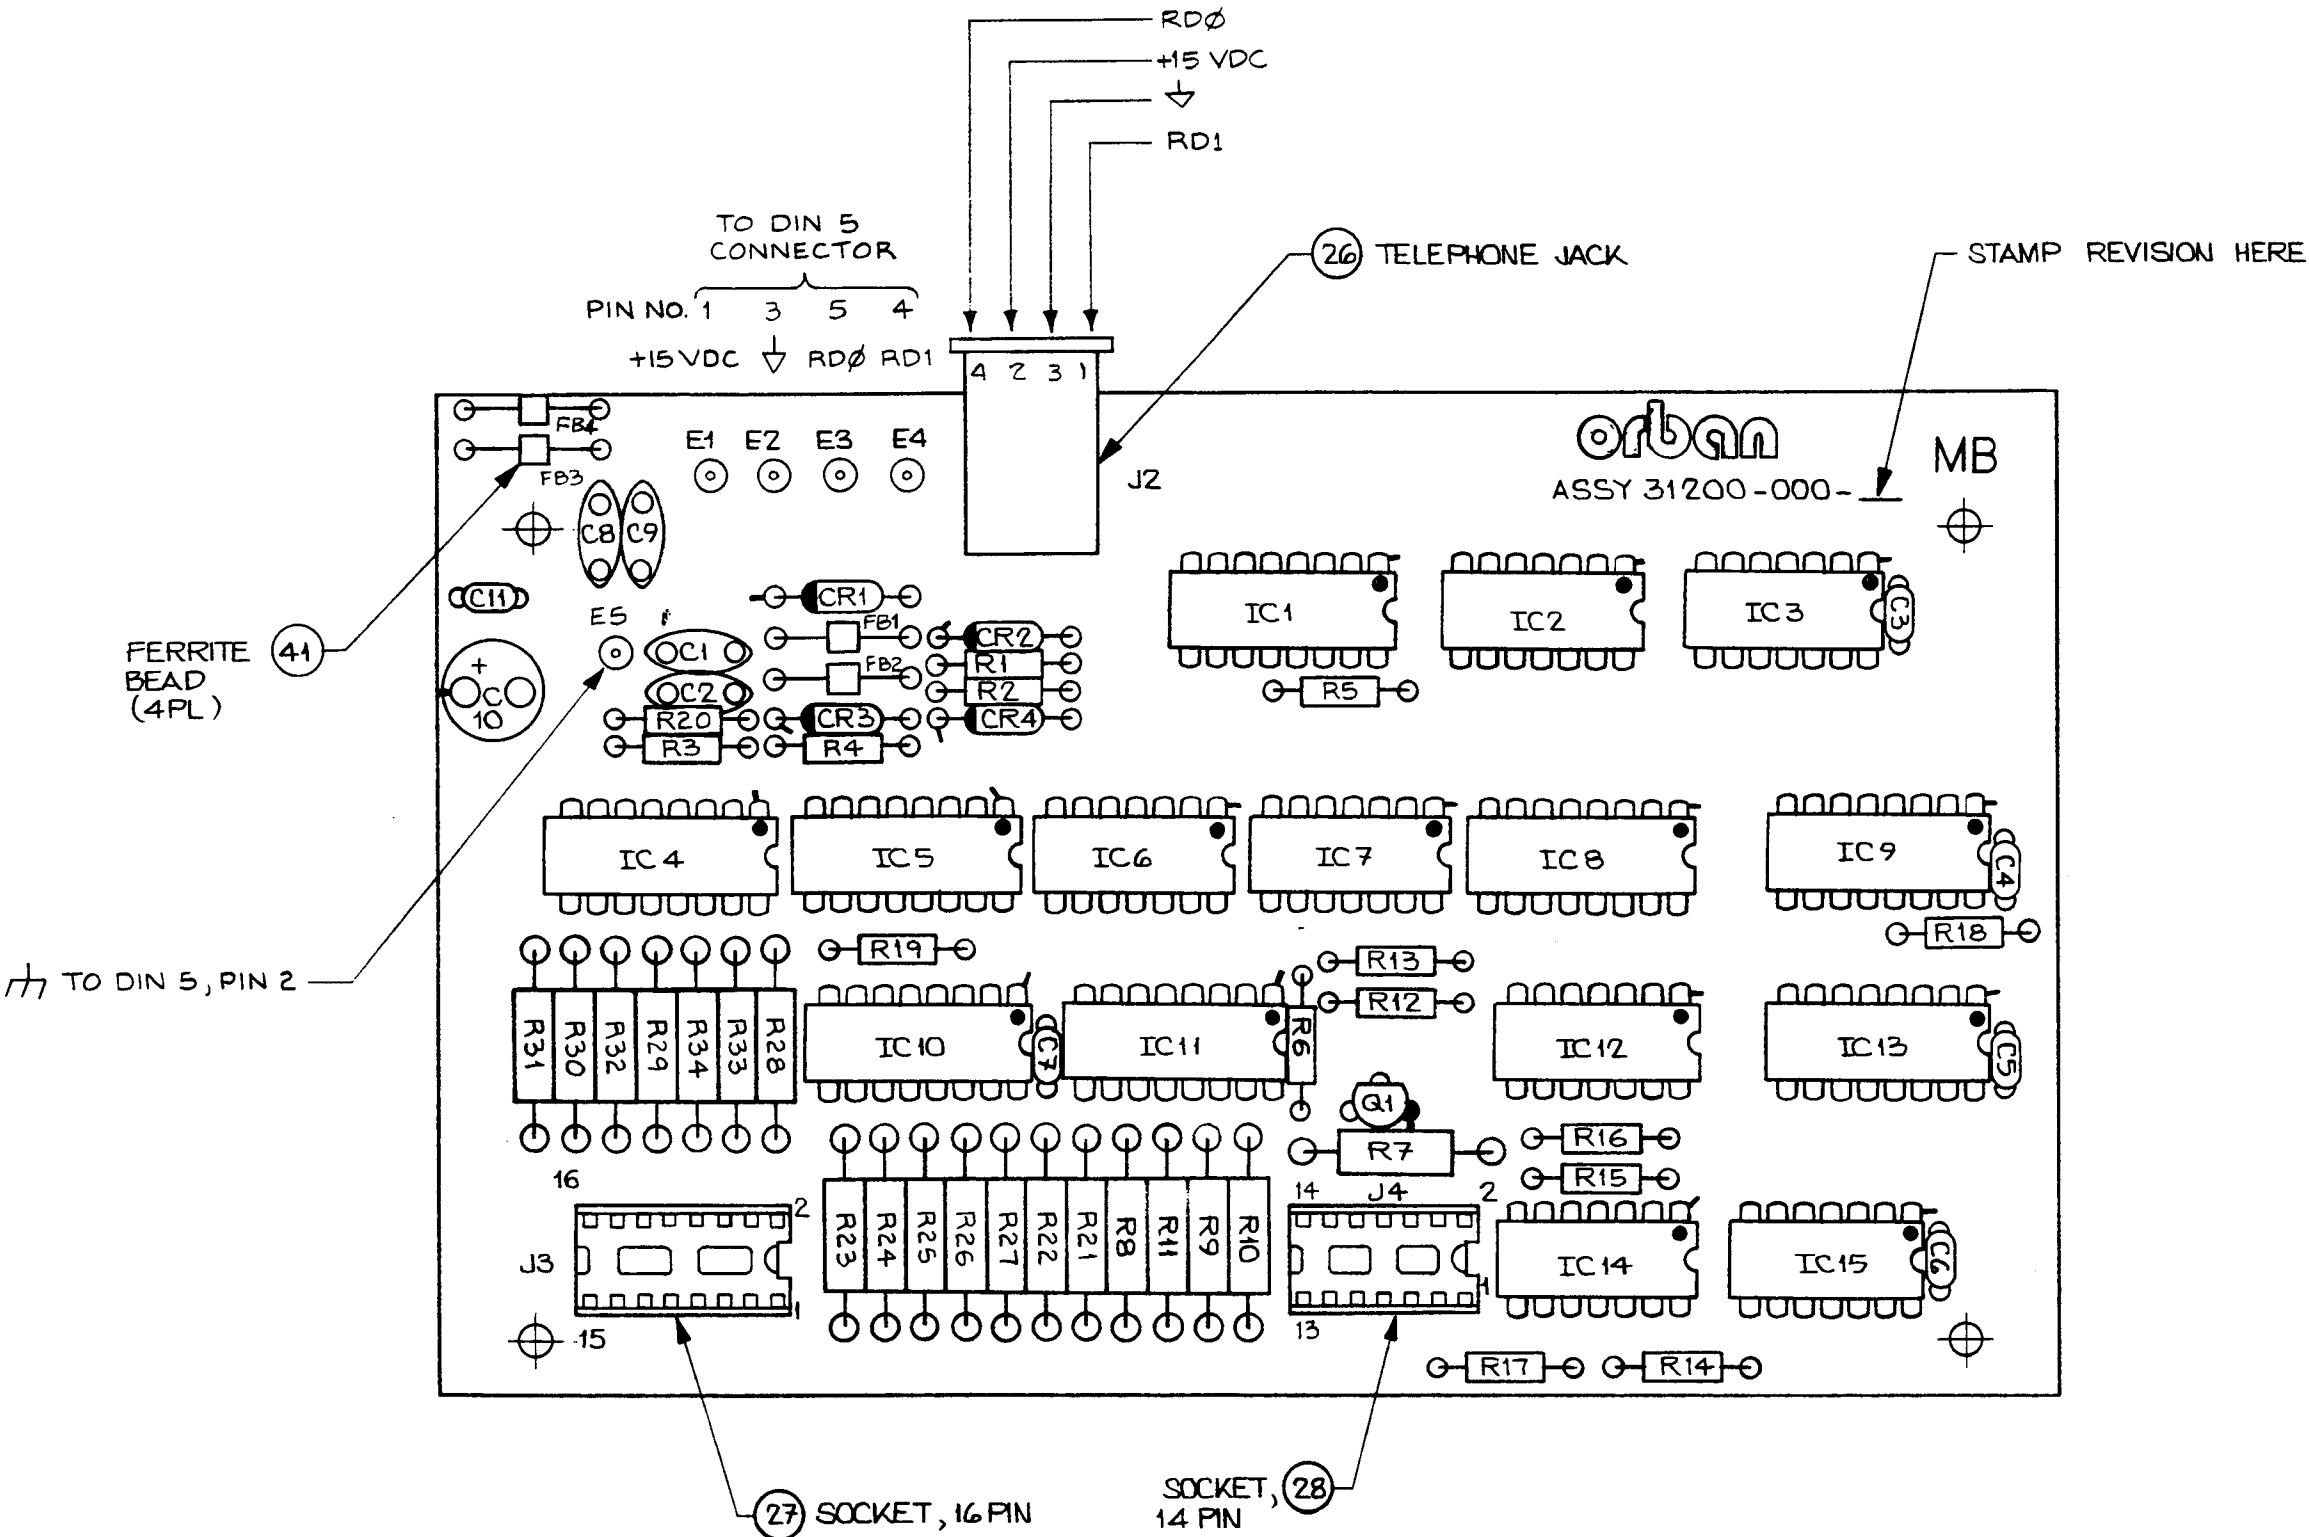 RDØ
+15 VDC
RD1
TO DIN 5
CONNECTOR
PIN NO. 1 3 5 4
+15 VDC RDØ RD1
26 TELEPHONE JACK
STAMP REVISION HERE
4 2 3 1
FB4
FB3
E1 E2 E3 E4
J2
orban
MB
ASSY 31200-000-
C8 C9
C11
E5
CR1
FB1
FB2
C1
C2
CR2
R1
R2
CR4
R20
R3
CR3
R4
+
C
10
FERRITE 41
BEAD
(4PL)
IC1 IC2 IC3 C3
R5
IC4 IC5 IC6 IC7 IC8 IC9 C4
R19 R18
R13
R12
TO DIN 5, PIN 2
R31 R30 R32 R29 R34 R33 R28
IC10 C7 IC11 R6 IC12 IC13 C5
Q1
R7
R16
R15
16
2
J3
1
15
R23 R24 R25 R26 R27 R22 R21 R8 R11 R9 R10
14 J4 2
1
13
IC14 IC15 C6
R17 R14
27 SOCKET, 16 PIN
SOCKET, 28
14 PIN